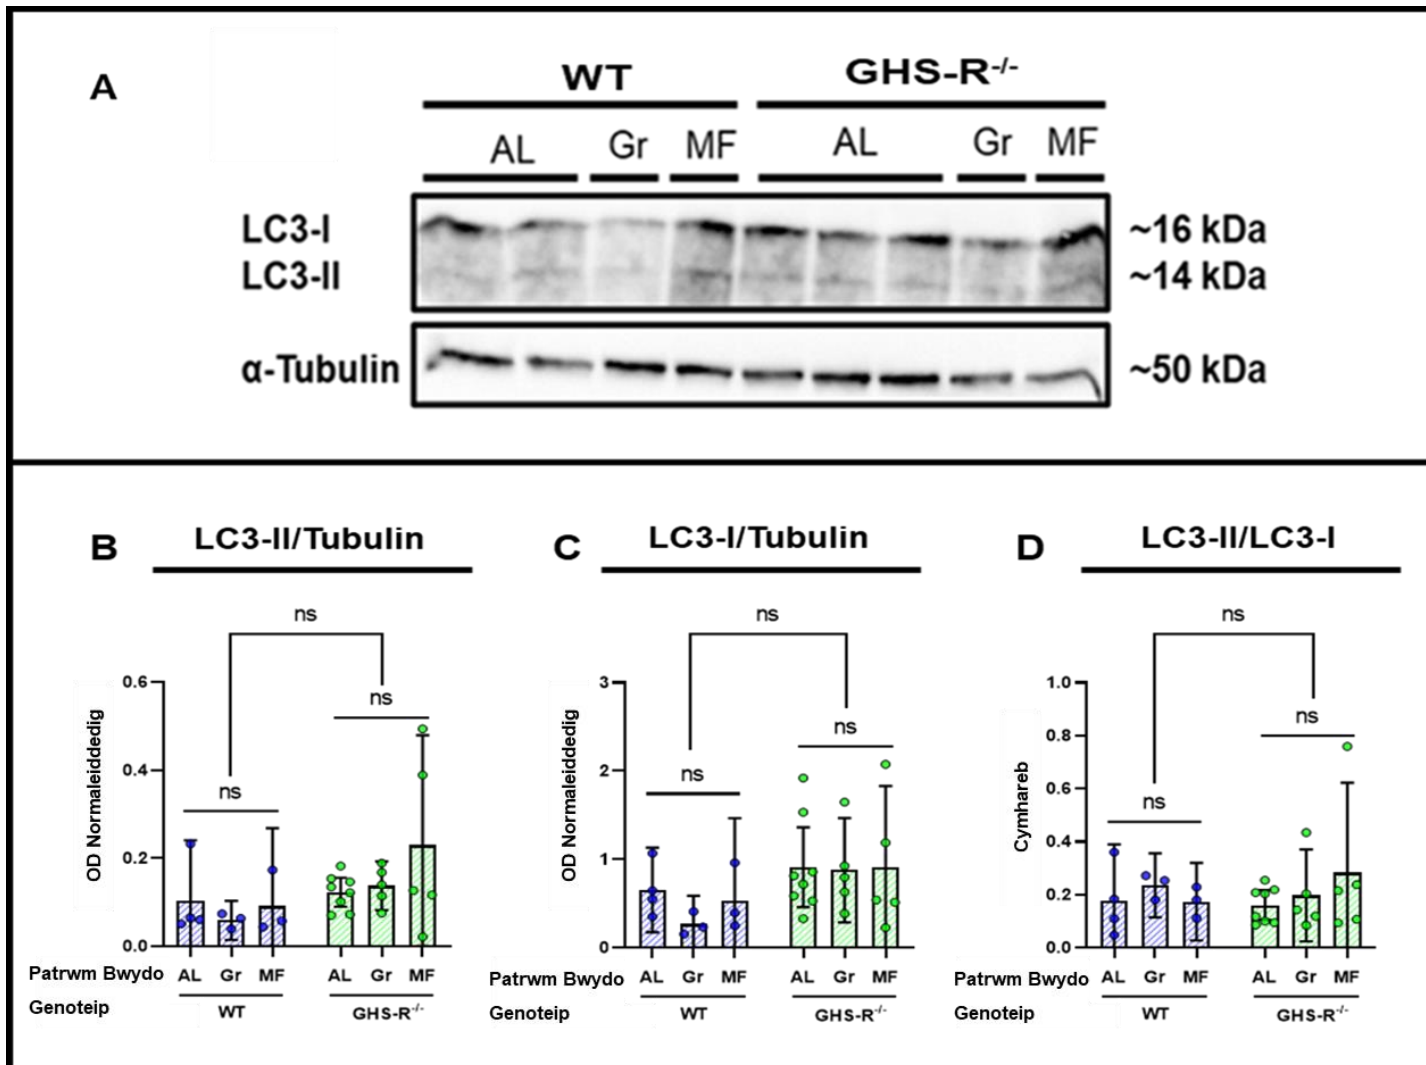 A
WT
GHS-R-/-
AL Gr MF AL Gr MF
LC3-I ~16 kDa
LC3-II ~14 kDa
α-Tubulin ~50 kDa
B LC3-II/Tubulin
C LC3-I/Tubulin
D LC3-II/LC3-I
ns
ns
ns
0.6
0.4
0.2
0.0
OD Normaleiddedig
Patrwm Bwydo AL Gr MF AL Gr MF
Genoteip WT GHS-R-/-
ns
ns
ns
3
2
1
0
OD Normaleiddedig
Patrwm Bwydo AL Gr MF AL Gr MF
Genoteip WT GHS-R-/-
ns
ns
ns
1.0
0.8
0.6
0.4
0.2
0.0
Cymhareb
Patrwm Bwydo AL Gr MF AL Gr MF
Genoteip WT GHS-R-/-